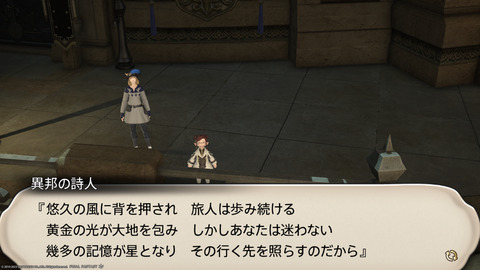 異邦の詩人
『悠久の風に背を押され　旅人は歩み続ける
黄金の光が大地を包み　しかしあなたは迷わない
幾多の記憶が星となり　その行く先を照らすのだから』
FINAL FANTASY XIV